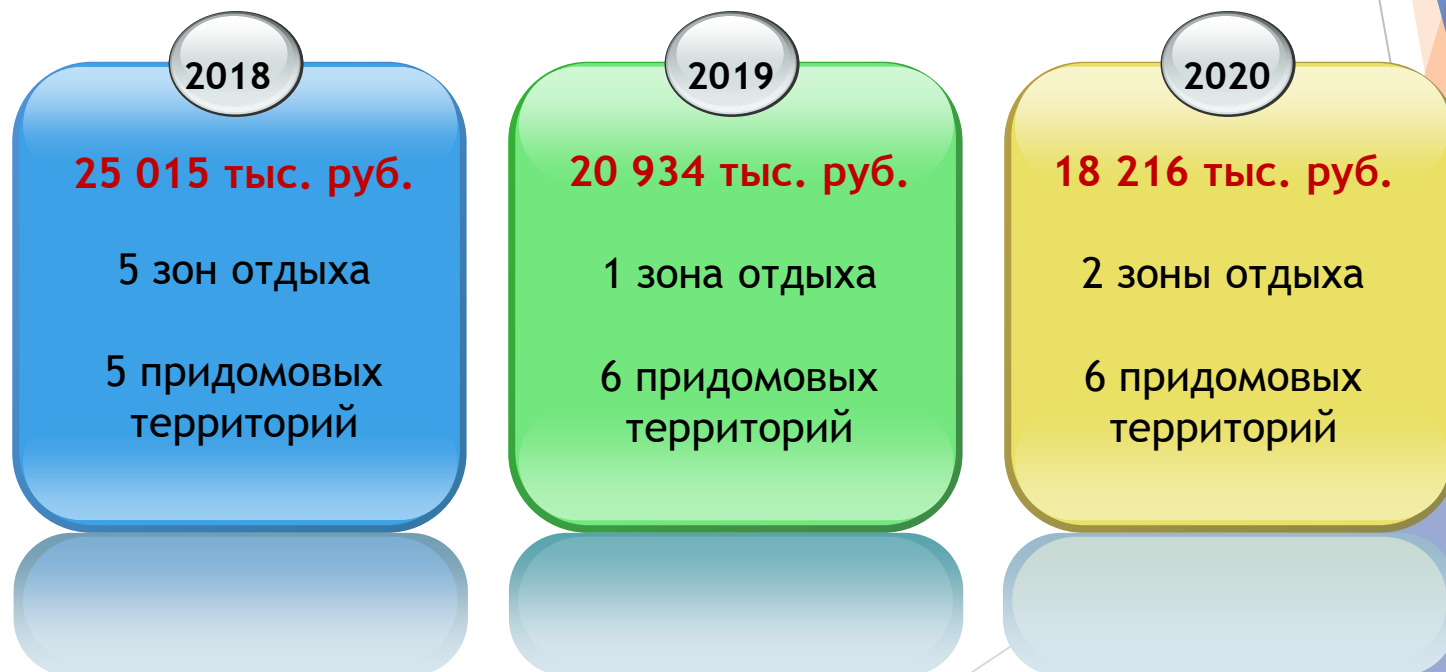 2018
25 015 тыс. руб.
5 зон отдыха
5 придомовых
территорий
2019
20 934 тыс. руб.
1 зона отдыха
6 придомовых
территорий
2020
18 216 тыс. руб.
2 зоны отдыха
6 придомовых
территорий